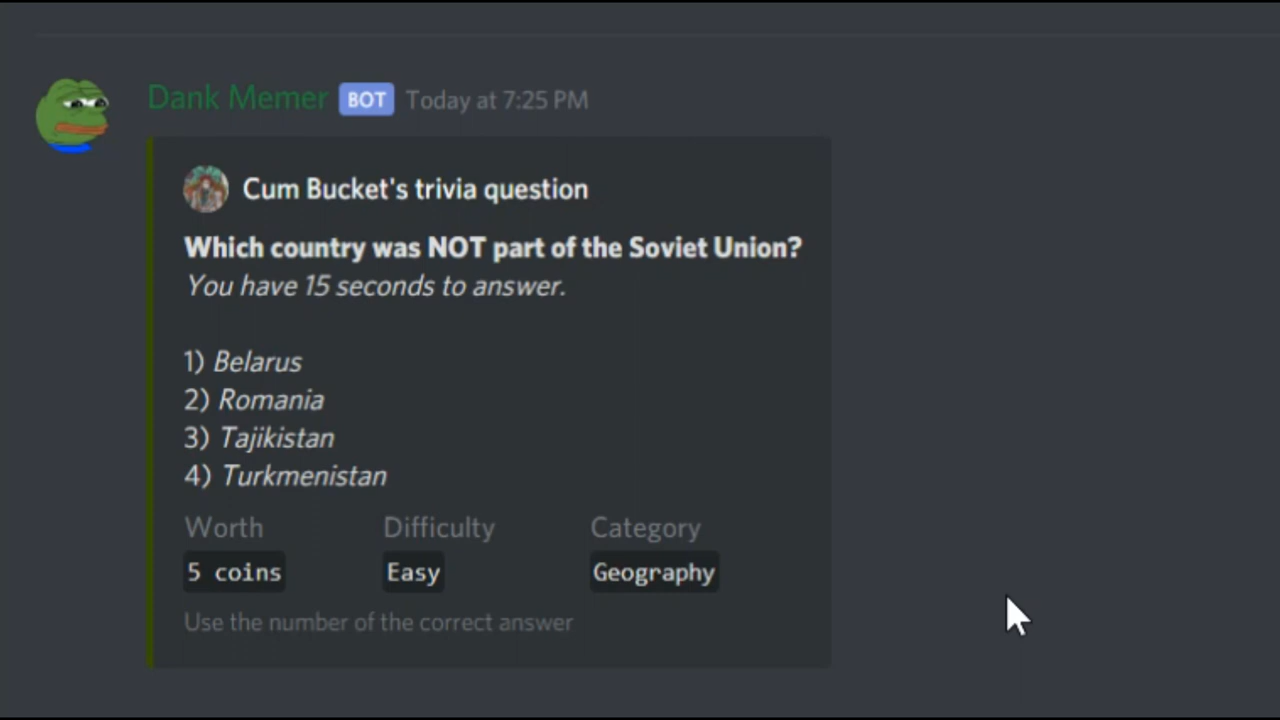 Dank Memer BOT Today at 7:25 PM
Cum Bucket's trivia question
Which country was NOT part of the Soviet Union?
You have 15 seconds to answer.
1) Belarus
2) Romania
3) Tajikistan
4) Turkmenistan
Worth Difficulty Category
5 coins Easy Geography
Use the number of the correct answer